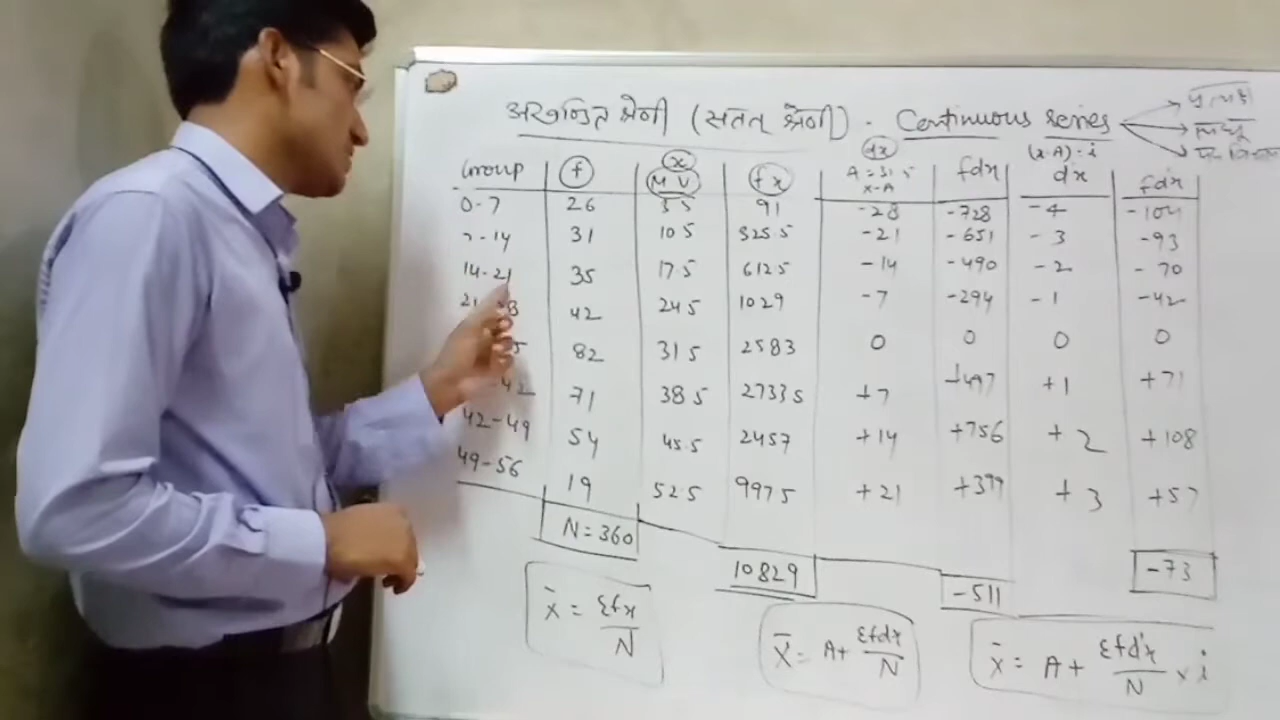 अखण्डित श्रेणी (सतत् श्रेणी) - Continuous series
Group f x M V f x dx A = 31.5 x-A fdx (x-A)÷i d'x fd'x
0-7 26 3.5 91 -28 -728 -4 -104
7-14 31 10.5 325.5 -21 -651 -3 -93
14-21 35 17.5 612.5 -14 -490 -2 -70
21-28 42 24.5 1029 -7 -294 -1 -42
82 31.5 2583 0 0 0 0
42 71 38.5 2733.5 +7 +497 +1 +71
42-49 54 45.5 2457 +14 +756 +2 +108
49-56 19 52.5 997.5 +21 +399 +3 +57
N=360 10829 -511 -73
x̄ = Σfx / N
x̄ = A+ Σfdx / N
x̄ = A+ Σfd'x / N x i